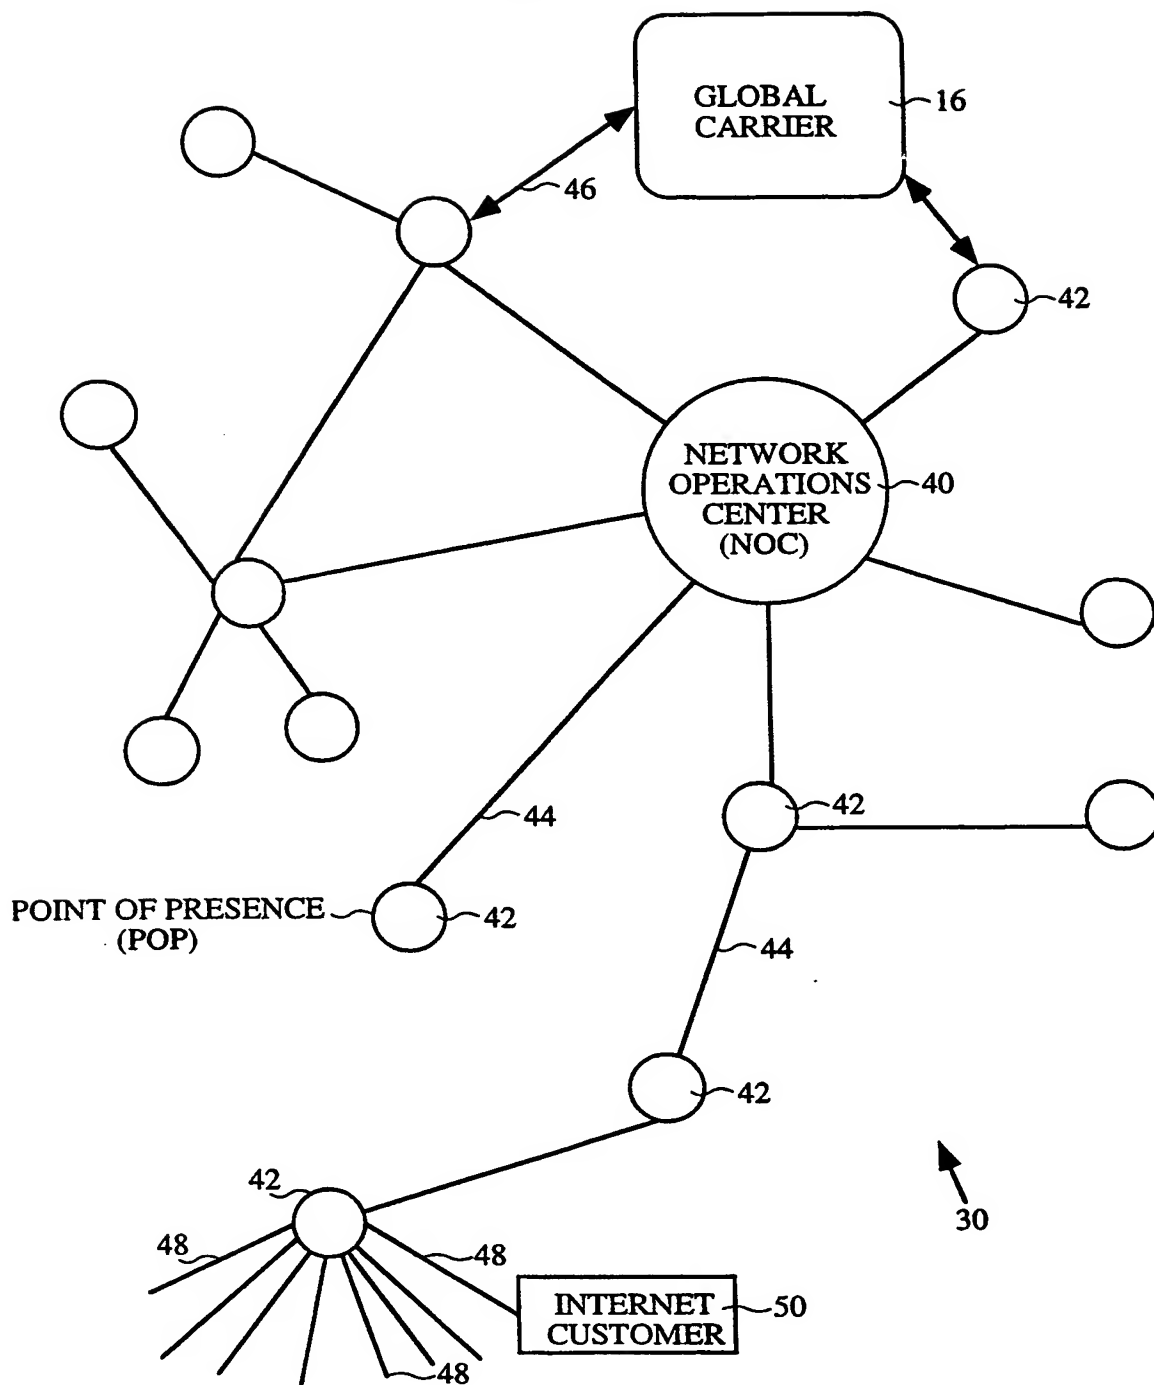 GLOBAL
CARRIER
16
46
42
NETWORK
OPERATIONS
CENTER
(NOC)
40
44
42
POINT OF PRESENCE
(POP)
42
44
42
42
30
48
48
INTERNET
CUSTOMER
50
48